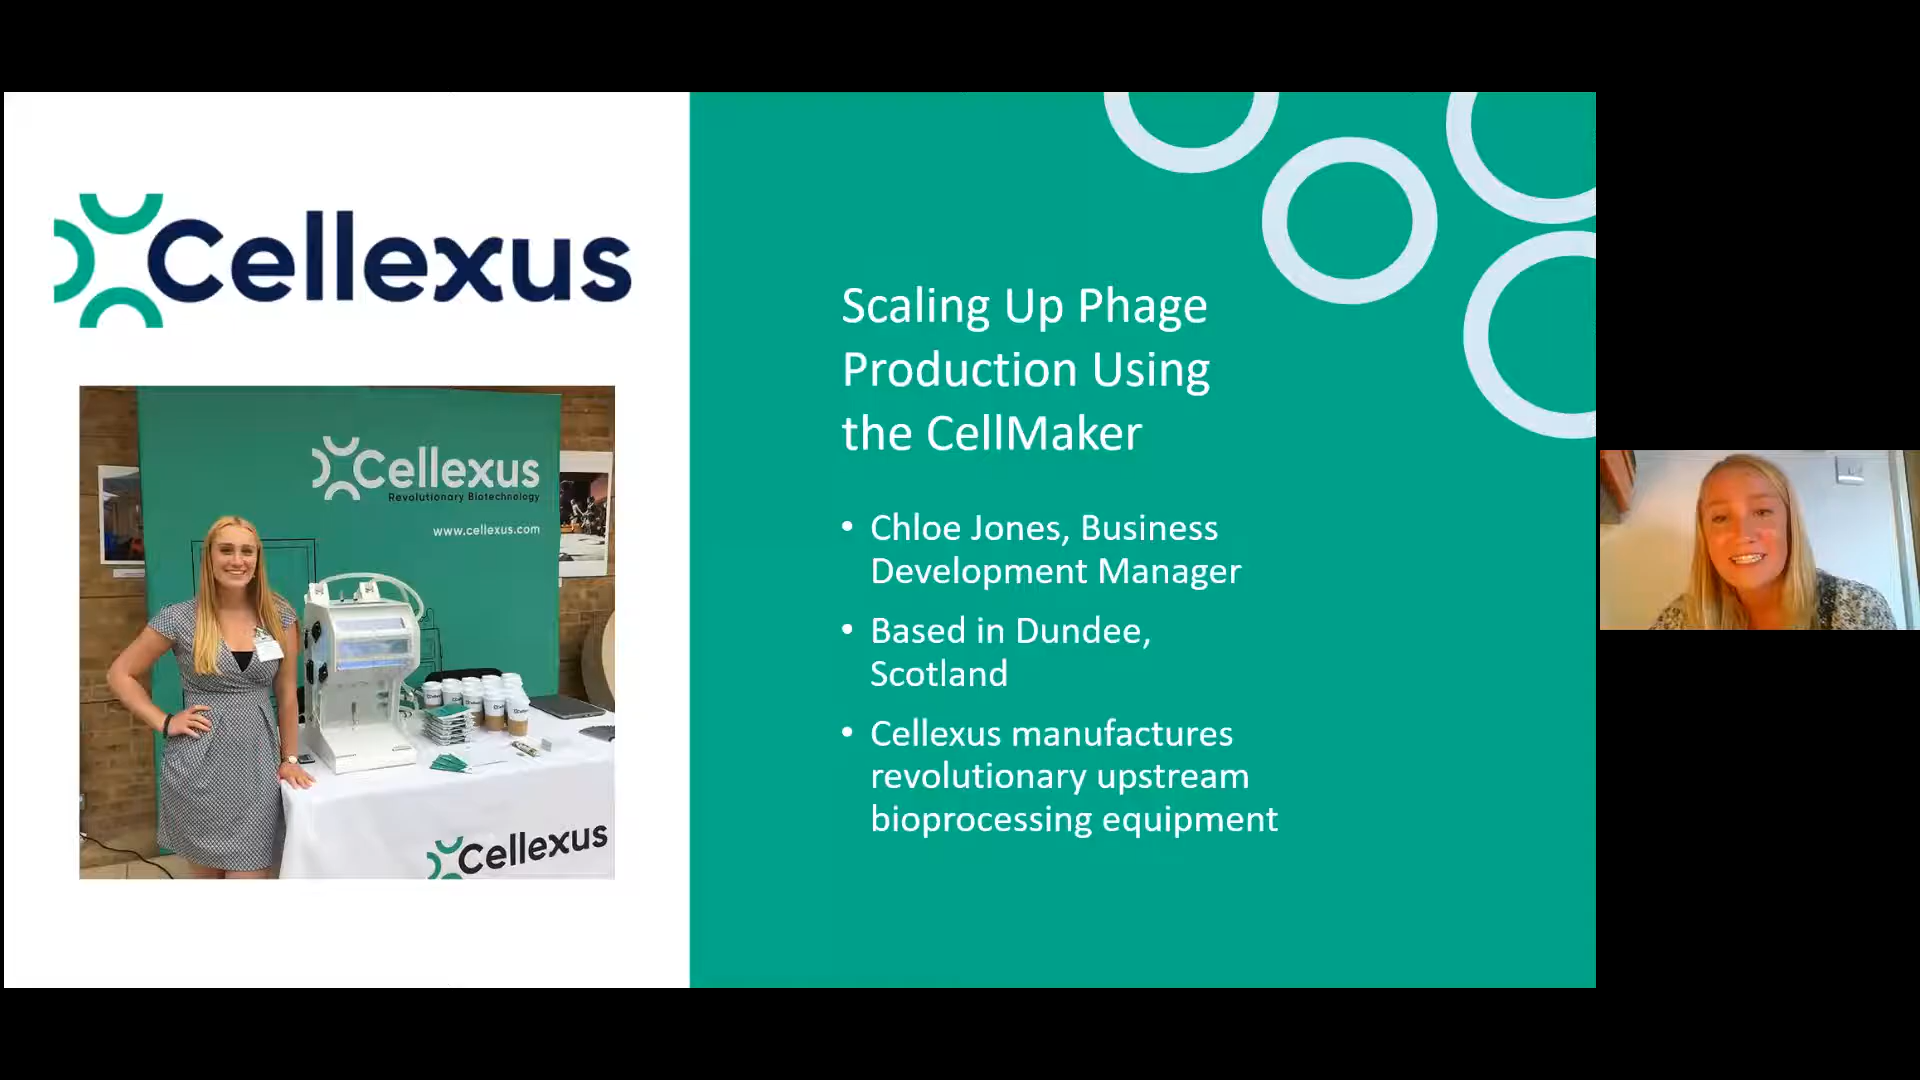 Cellexus
Cellexus
Revolutionary Biotechnology
www.cellexus.com
Cellexus
Scaling Up Phage
Production Using
the CellMaker
• Chloe Jones, Business
Development Manager
• Based in Dundee,
Scotland
• Cellexus manufactures
revolutionary upstream
bioprocessing equipment